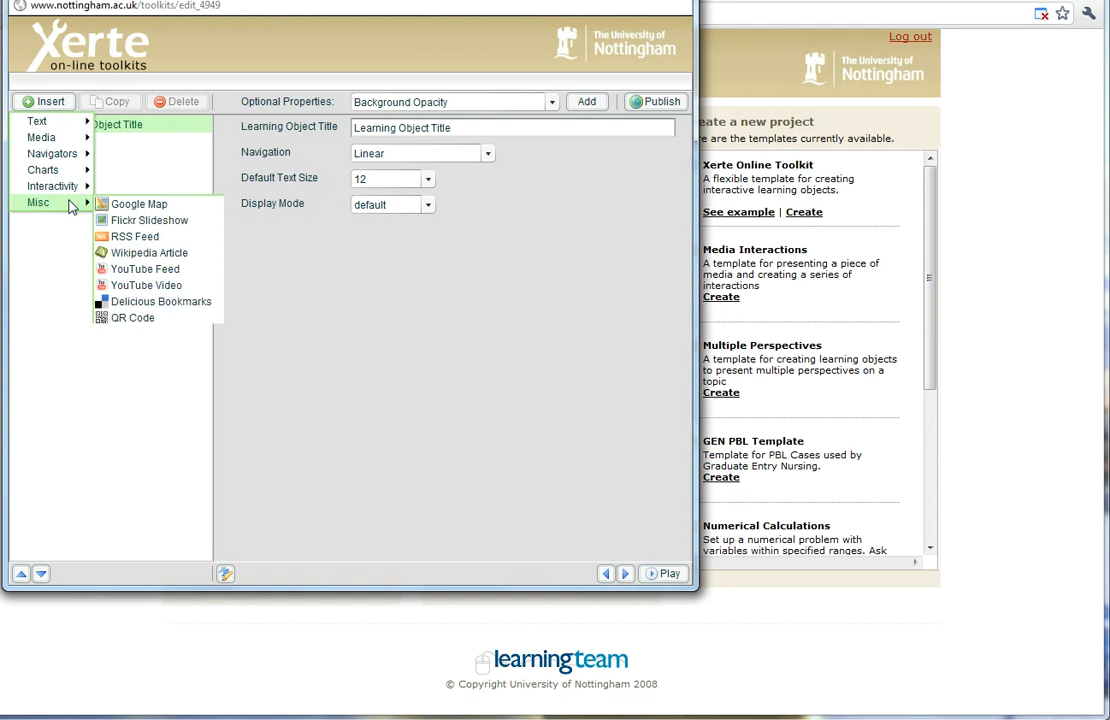 www.nottingham.ac.uk/toolkits/edit_4949
Xerte
on-line toolkits
The University of
Nottingham
Insert
Copy
Delete
Optional Properties:
Background Opacity
Add
Publish
Text
Media
Navigators
Charts
Interactivity
Misc
bject Title
Google Map
Flickr Slideshow
RSS Feed
Wikipedia Article
YouTube Feed
YouTube Video
Delicious Bookmarks
QR Code
Learning Object Title
Learning Object Title
Navigation
Linear
Default Text Size
12
Display Mode
default
Play
Log out
The University of
Nottingham
eate a new project
re are the templates currently available.
Xerte Online Toolkit
A flexible template for creating
interactive learning objects.
See example | Create
Media Interactions
A template for presenting a piece of
media and creating a series of
interactions
Create
Multiple Perspectives
A template for creating learning objects
to present multiple perspectives on a
topic
Create
GEN PBL Template
Template for PBL Cases used by
Graduate Entry Nursing.
Create
Numerical Calculations
Set up a numerical problem with
variables within specified ranges. Ask
learningteam
© Copyright University of Nottingham 2008